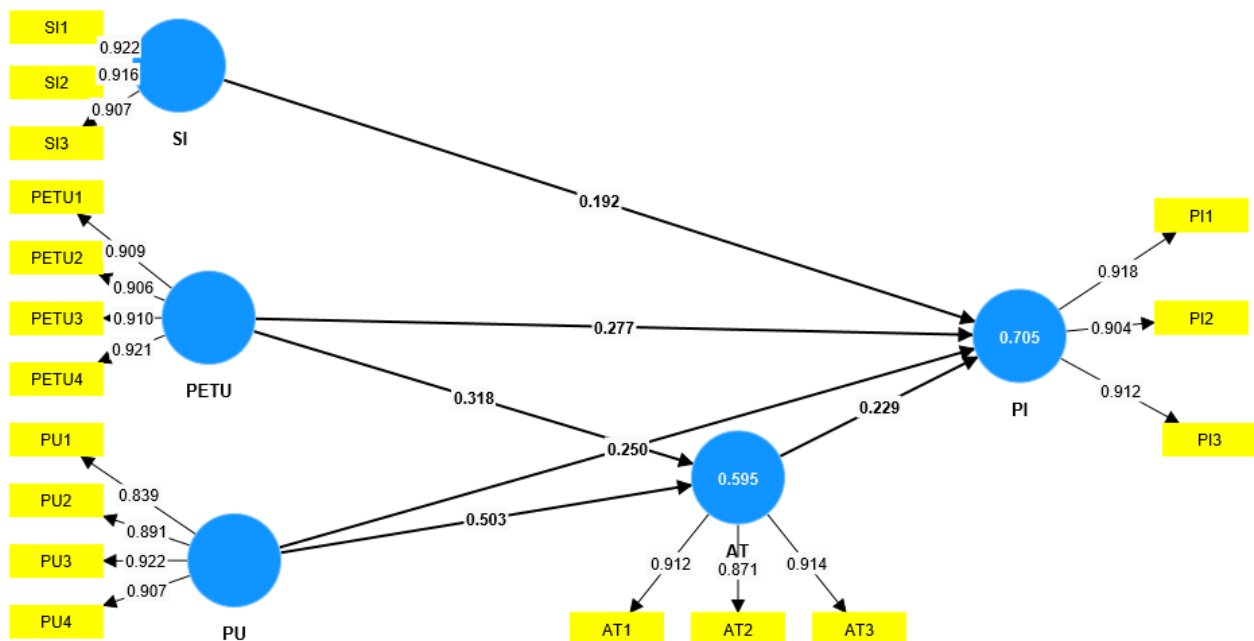 SI1
0.922
SI2
0.916
0.907
SI3
SI
PETU1
0.909
PETU2
0.906
PETU3
0.910
0.921
PETU4
PETU
PU1
0.839
PU2
0.891
PU3
0.922
0.907
PU4
PU
0.192
0.277
0.318
0.250
0.503
0.229
0.595
AT
0.912
0.871
0.914
AT1
AT2
AT3
0.705
PI
0.918
PI1
0.904
PI2
0.912
PI3